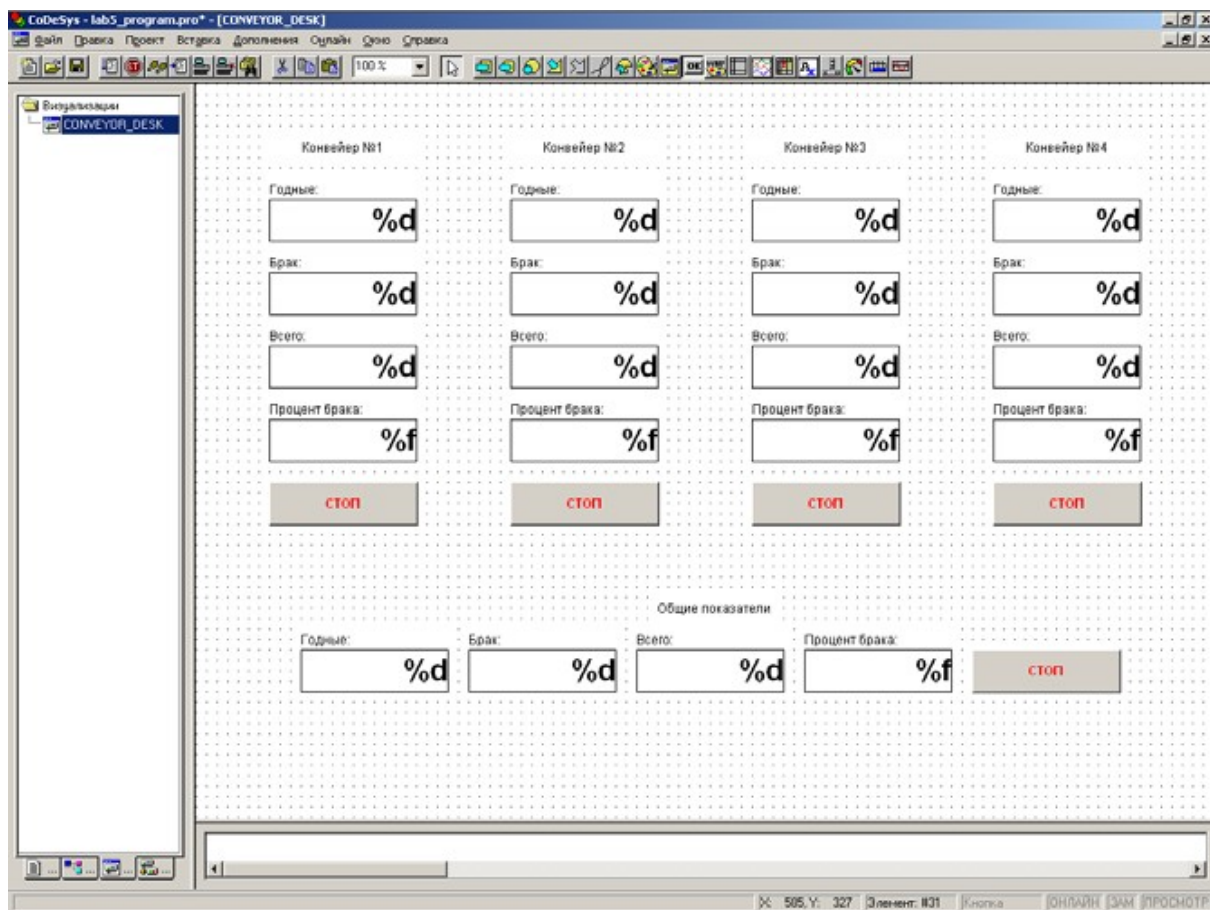 CoDeSys - lab5_program.pro* - [CONVEYOR_DESK]
Файл Правка Проект Вставка Дополнения Онлайн Окно Справка
100 %
Визуализации
CONVEYOR_DESK
Конвейер №1 Конвейер №2 Конвейер №3 Конвейер №4
Годные: Годные: Годные: Годные:
%d %d %d %d
Брак: Брак: Брак: Брак:
%d %d %d %d
Всего: Всего: Всего: Всего:
%d %d %d %d
Процент брака: Процент брака: Процент брака: Процент брака:
%f %f %f %f
СТОП СТОП СТОП СТОП
Общие показатели
Годные: Брак: Всего: Процент брака:
%d %d %d %f СТОП
X: 585, Y: 327 Элемент: #31 Кнопка ОНЛАЙН ЗАМ ПРОСМОТР